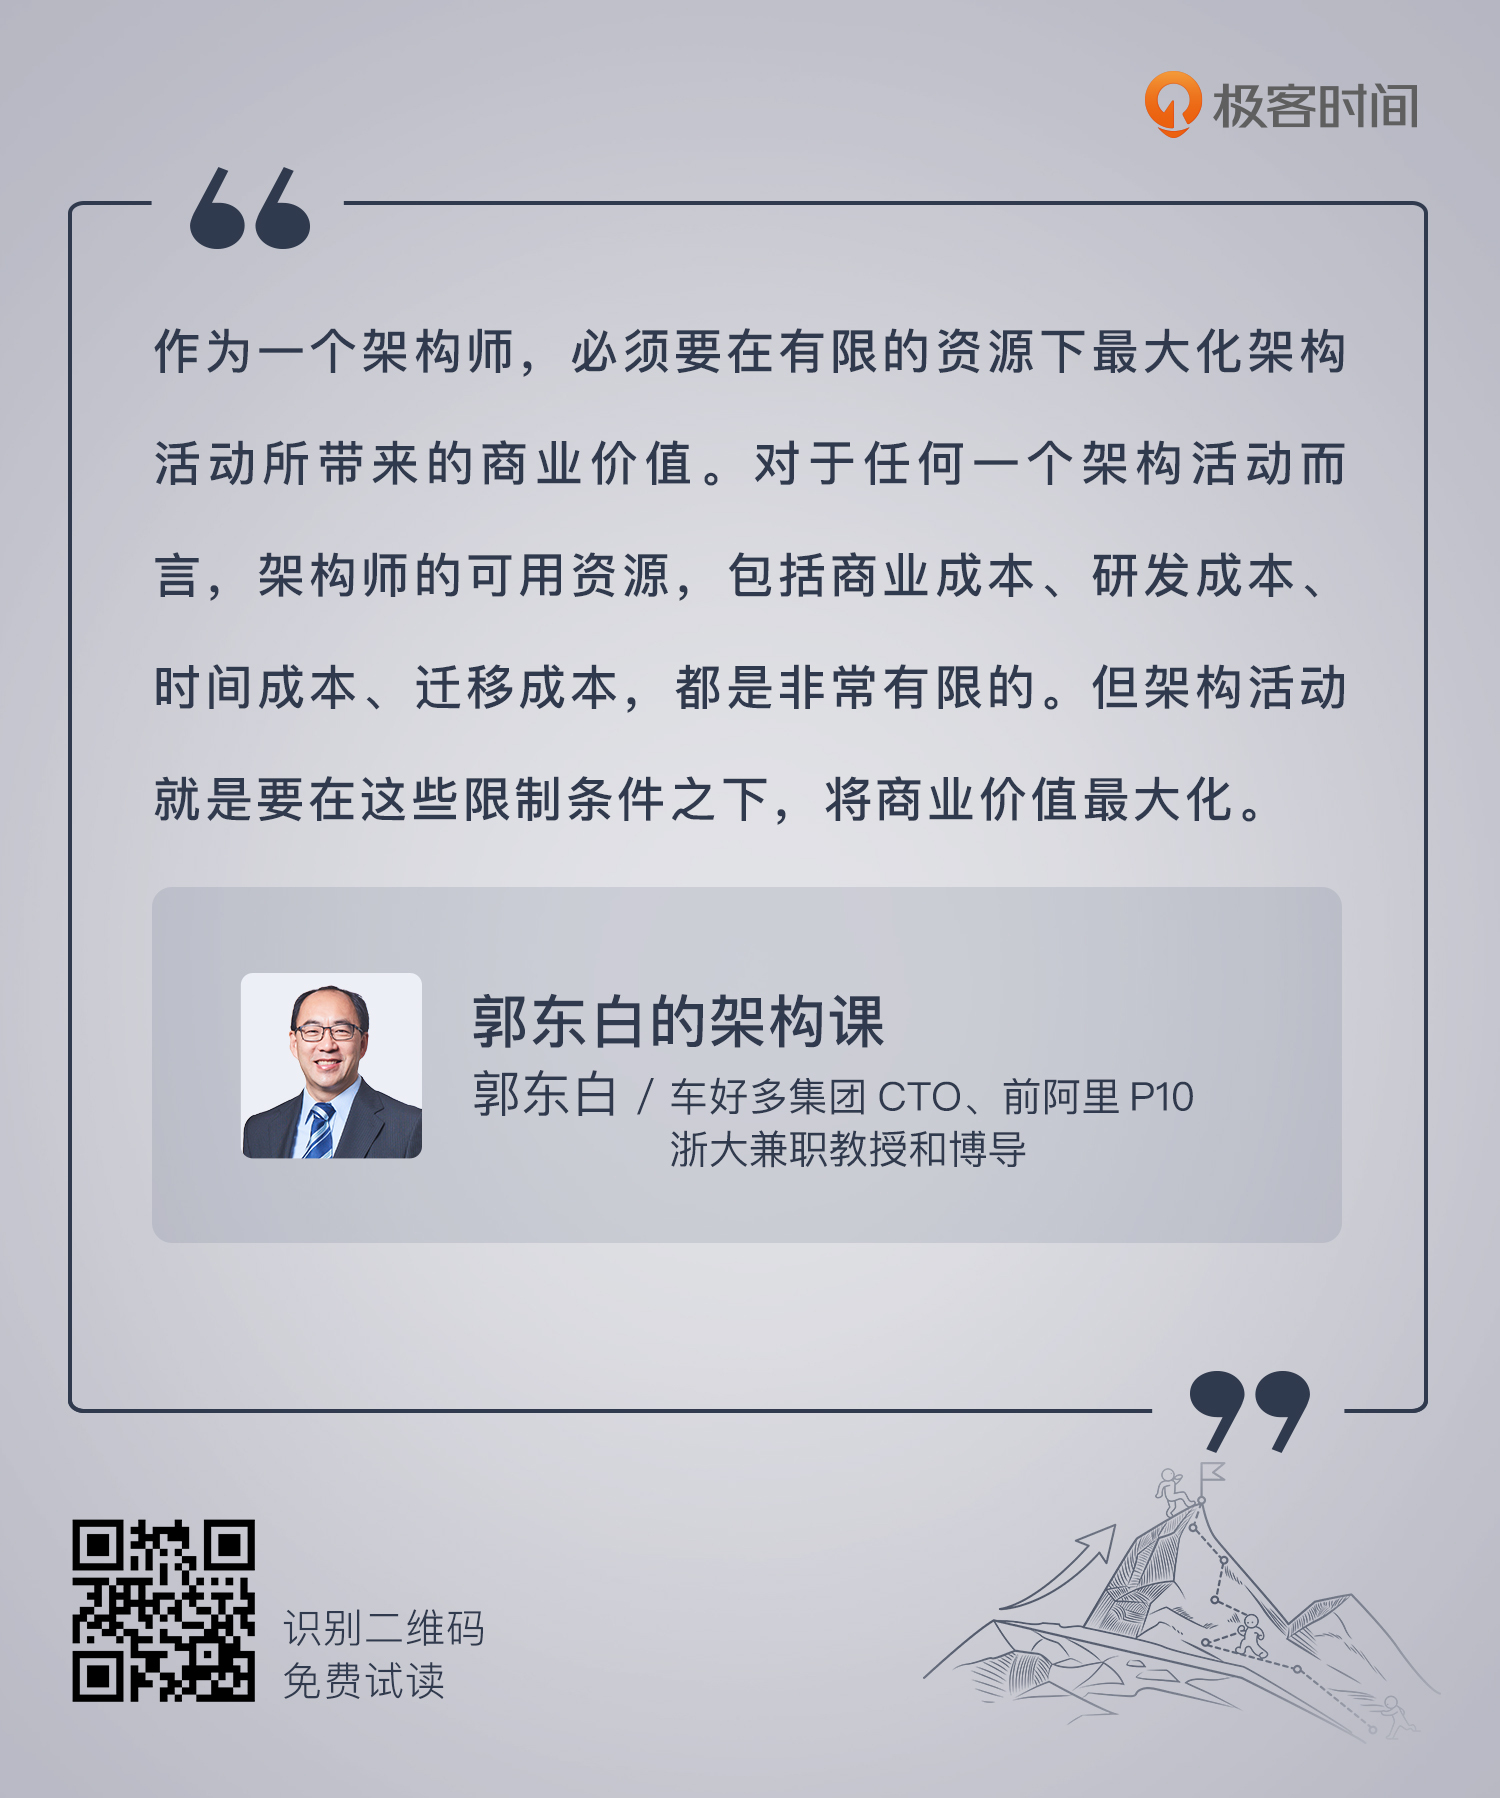 极客时间
作为一个架构师，必须要在有限的资源下最大化架构
活动所带来的商业价值。对于任何一个架构活动而
言，架构师的可用资源，包括商业成本、研发成本、
时间成本、迁移成本，都是非常有限的。但架构活动
就是要在这些限制条件之下，将商业价值最大化。
郭东白的架构课
郭东白 / 车好多集团 CTO、前阿里 P10
浙大兼职教授和博导
识别二维码
免费试读